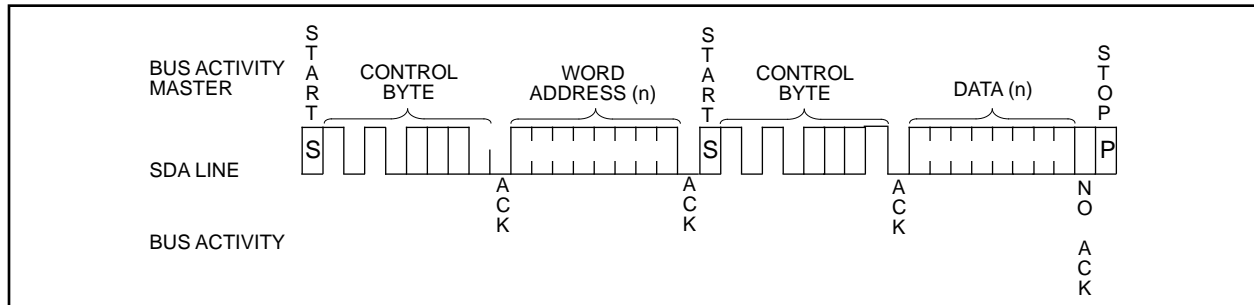 START
BUS ACTIVITY
MASTER
CONTROL
BYTE
WORD
ADDRESS (n)
START
CONTROL
BYTE
DATA (n)
STOP
SDA LINE
S
S
P
BUS ACTIVITY
ACK
ACK
ACK
NO ACK